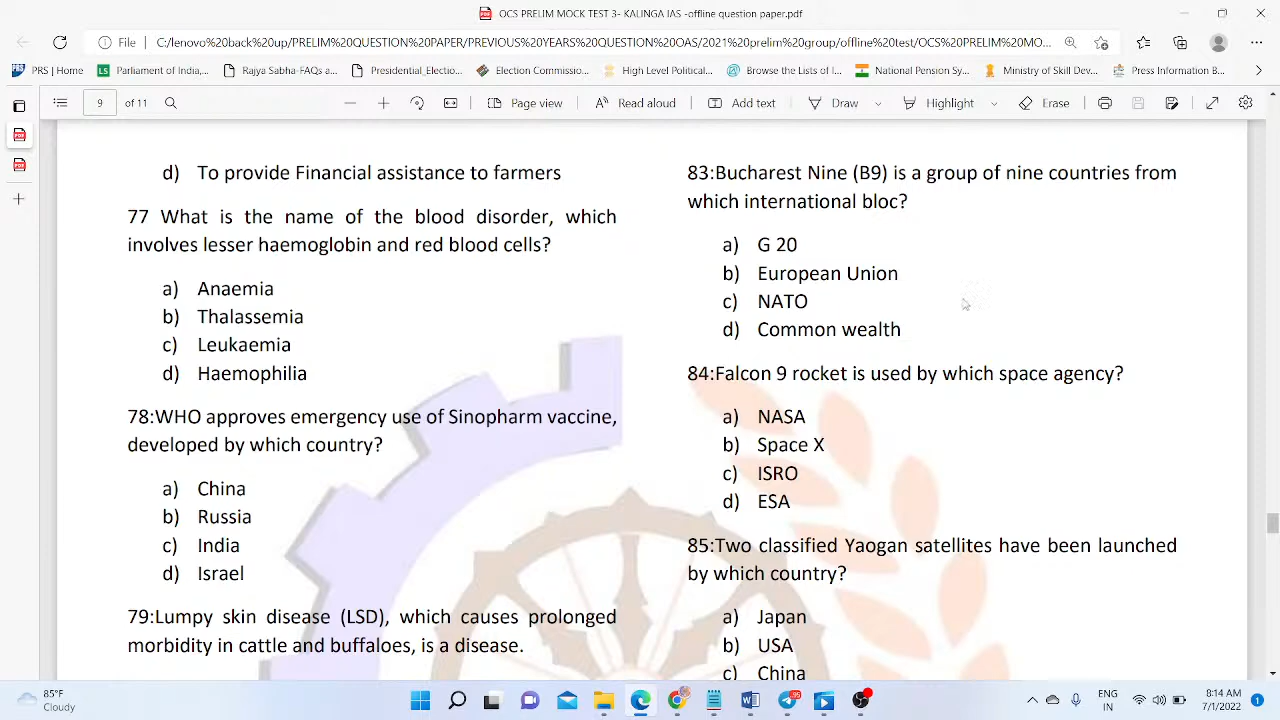 OCS PRELIM MOCK TEST 3- KALINGA IAS -offline question paper.pdf
File C:/lenovo%20back%20up/PRELIM%20QUESTION%20PAPER/PREVIOUS%20YEARS%20QUESTION%20OAS/2021%20prelim%20group/offline%20test/OCS%20PRELIM%20MO...
PRS | Home Parliament of India,... Rajya Sabha-FAQs a... Presidential_Electio... Election Commissio... High Level Political... Browse the Lists of I... National Pension Sy... Ministry of Skill Dev... Press Information B...
9 of 11 Page view Read aloud Add text Draw Highlight Erase
d) To provide Financial assistance to farmers
77 What is the name of the blood disorder, which
involves lesser haemoglobin and red blood cells?
a) Anaemia
b) Thalassemia
c) Leukaemia
d) Haemophilia
78:WHO approves emergency use of Sinopharm vaccine,
developed by which country?
a) China
b) Russia
c) India
d) Israel
79:Lumpy skin disease (LSD), which causes prolonged
morbidity in cattle and buffaloes, is a disease.
83:Bucharest Nine (B9) is a group of nine countries from
which international bloc?
a) G 20
b) European Union
c) NATO
d) Common wealth
84:Falcon 9 rocket is used by which space agency?
a) NASA
b) Space X
c) ISRO
d) ESA
85:Two classified Yaogan satellites have been launched
by which country?
a) Japan
b) USA
c) China
85°F
Cloudy
ENG
IN
8:14 AM
7/1/2022